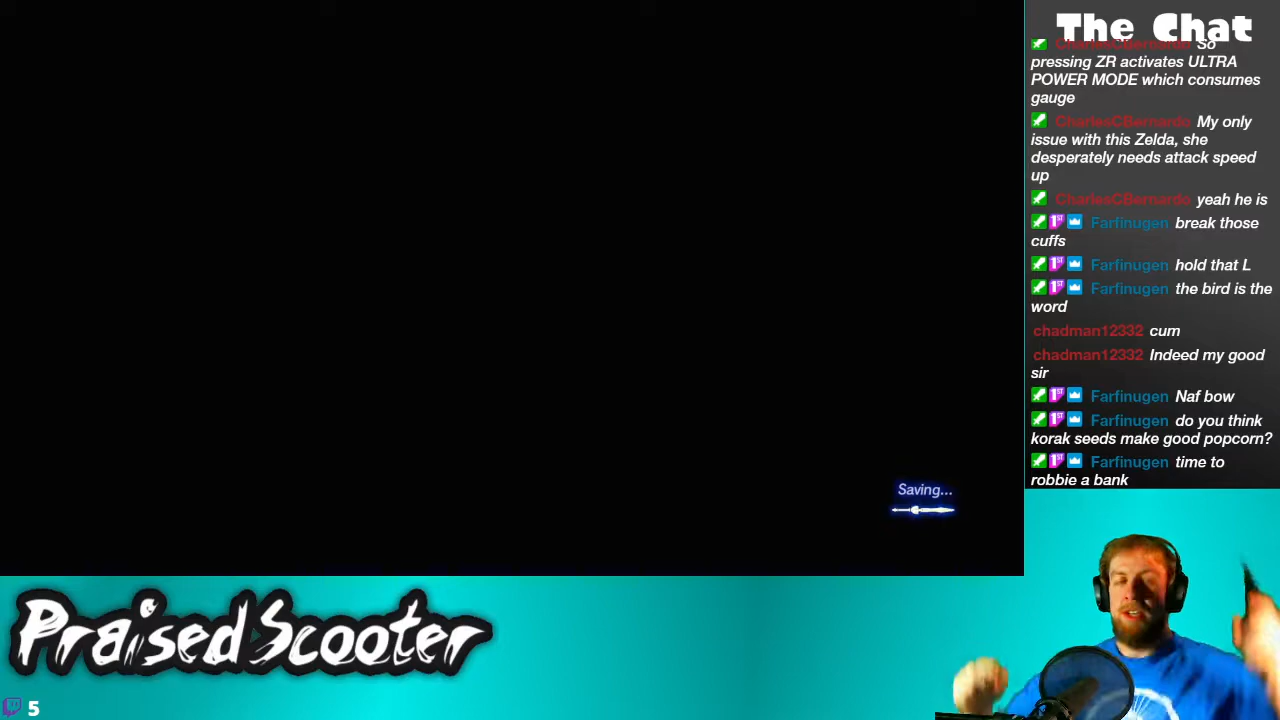 The Chat
CharlesCBernardo So
pressing ZR activates ULTRA
POWER MODE which consumes
gauge
CharlesCBernardo My only
issue with this Zelda, she
desperately needs attack speed
up
CharlesCBernardo yeah he is
Farfinugen break those
cuffs
Farfinugen hold that L
Farfinugen the bird is the
word
chadman12332 cum
chadman12332 Indeed my good
sir
Farfinugen Naf bow
Farfinugen do you think
korak seeds make good popcorn?
Farfinugen time to
robbie a bank
Saving...
PraisedScooter
5